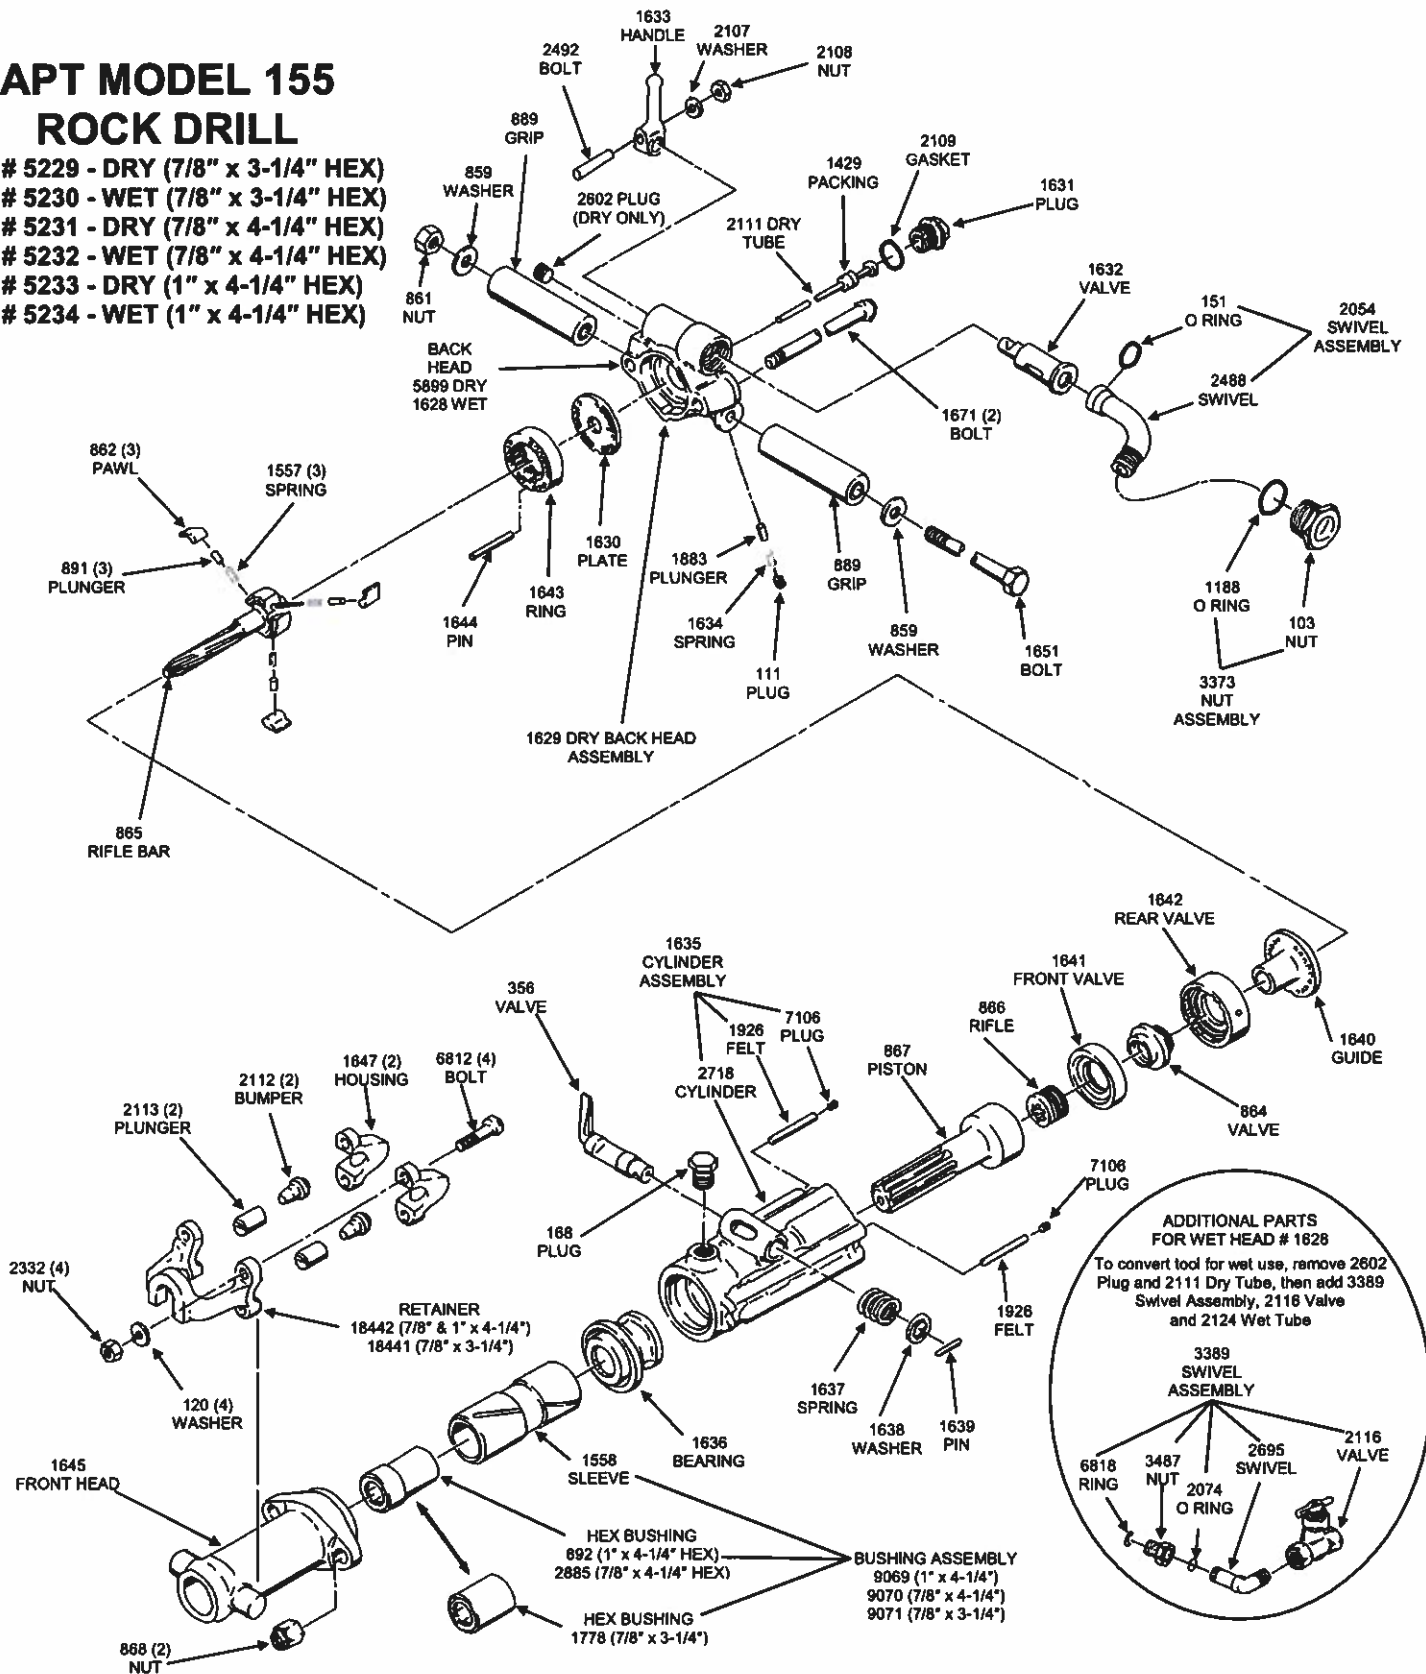 APT MODEL 155
ROCK DRILL
# 5229 - DRY (7/8" x 3-1/4" HEX)
# 5230 - WET (7/8" x 3-1/4" HEX)
# 5231 - DRY (7/8" x 4-1/4" HEX)
# 5232 - WET (7/8" x 4-1/4" HEX)
# 5233 - DRY (1" x 4-1/4" HEX)
# 5234 - WET (1" x 4-1/4" HEX)
1633
HANDLE
2107
WASHER
2108
NUT
2492
BOLT
889
GRIP
859
WASHER
861
NUT
2602 PLUG
(DRY ONLY)
2109
GASKET
1429
PACKING
2111 DRY
TUBE
1631
PLUG
1632
VALVE
151
O RING
2054
SWIVEL
ASSEMBLY
2488
SWIVEL
BACK
HEAD
5899 DRY
1628 WET
1671 (2)
BOLT
862 (3)
PAWL
1557 (3)
SPRING
891 (3)
PLUNGER
1644
PIN
1643
RING
1630
PLATE
1883
PLUNGER
1634
SPRING
111
PLUG
889
GRIP
859
WASHER
1651
BOLT
1188
O RING
103
NUT
3373
NUT
ASSEMBLY
1629 DRY BACK HEAD
ASSEMBLY
865
RIFLE BAR
1642
REAR VALVE
1641
FRONT VALVE
866
RIFLE
867
PISTON
1640
GUIDE
864
VALVE
1635
CYLINDER
ASSEMBLY
1926
FELT
7106
PLUG
2718
CYLINDER
356
VALVE
6812 (4)
BOLT
1647 (2)
HOUSING
2112 (2)
BUMPER
2113 (2)
PLUNGER
168
PLUG
2332 (4)
NUT
RETAINER
18442 (7/8" & 1" x 4-1/4")
18441 (7/8" x 3-1/4")
120 (4)
WASHER
7106
PLUG
1926
FELT
1637
SPRING
1638
WASHER
1639
PIN
1636
BEARING
1558
SLEEVE
1645
FRONT HEAD
HEX BUSHING
892 (1" x 4-1/4" HEX)
2885 (7/8" x 4-1/4" HEX)
BUSHING ASSEMBLY
9069 (1" x 4-1/4")
9070 (7/8" x 4-1/4")
9071 (7/8" x 3-1/4")
HEX BUSHING
1778 (7/8" x 3-1/4")
868 (2)
NUT
ADDITIONAL PARTS
FOR WET HEAD # 1628
To convert tool for wet use, remove 2602
Plug and 2111 Dry Tube, then add 3389
Swivel Assembly, 2116 Valve
and 2124 Wet Tube
3389
SWIVEL
ASSEMBLY
6818
RING
3487
NUT
2074
O RING
2695
SWIVEL
2116
VALVE